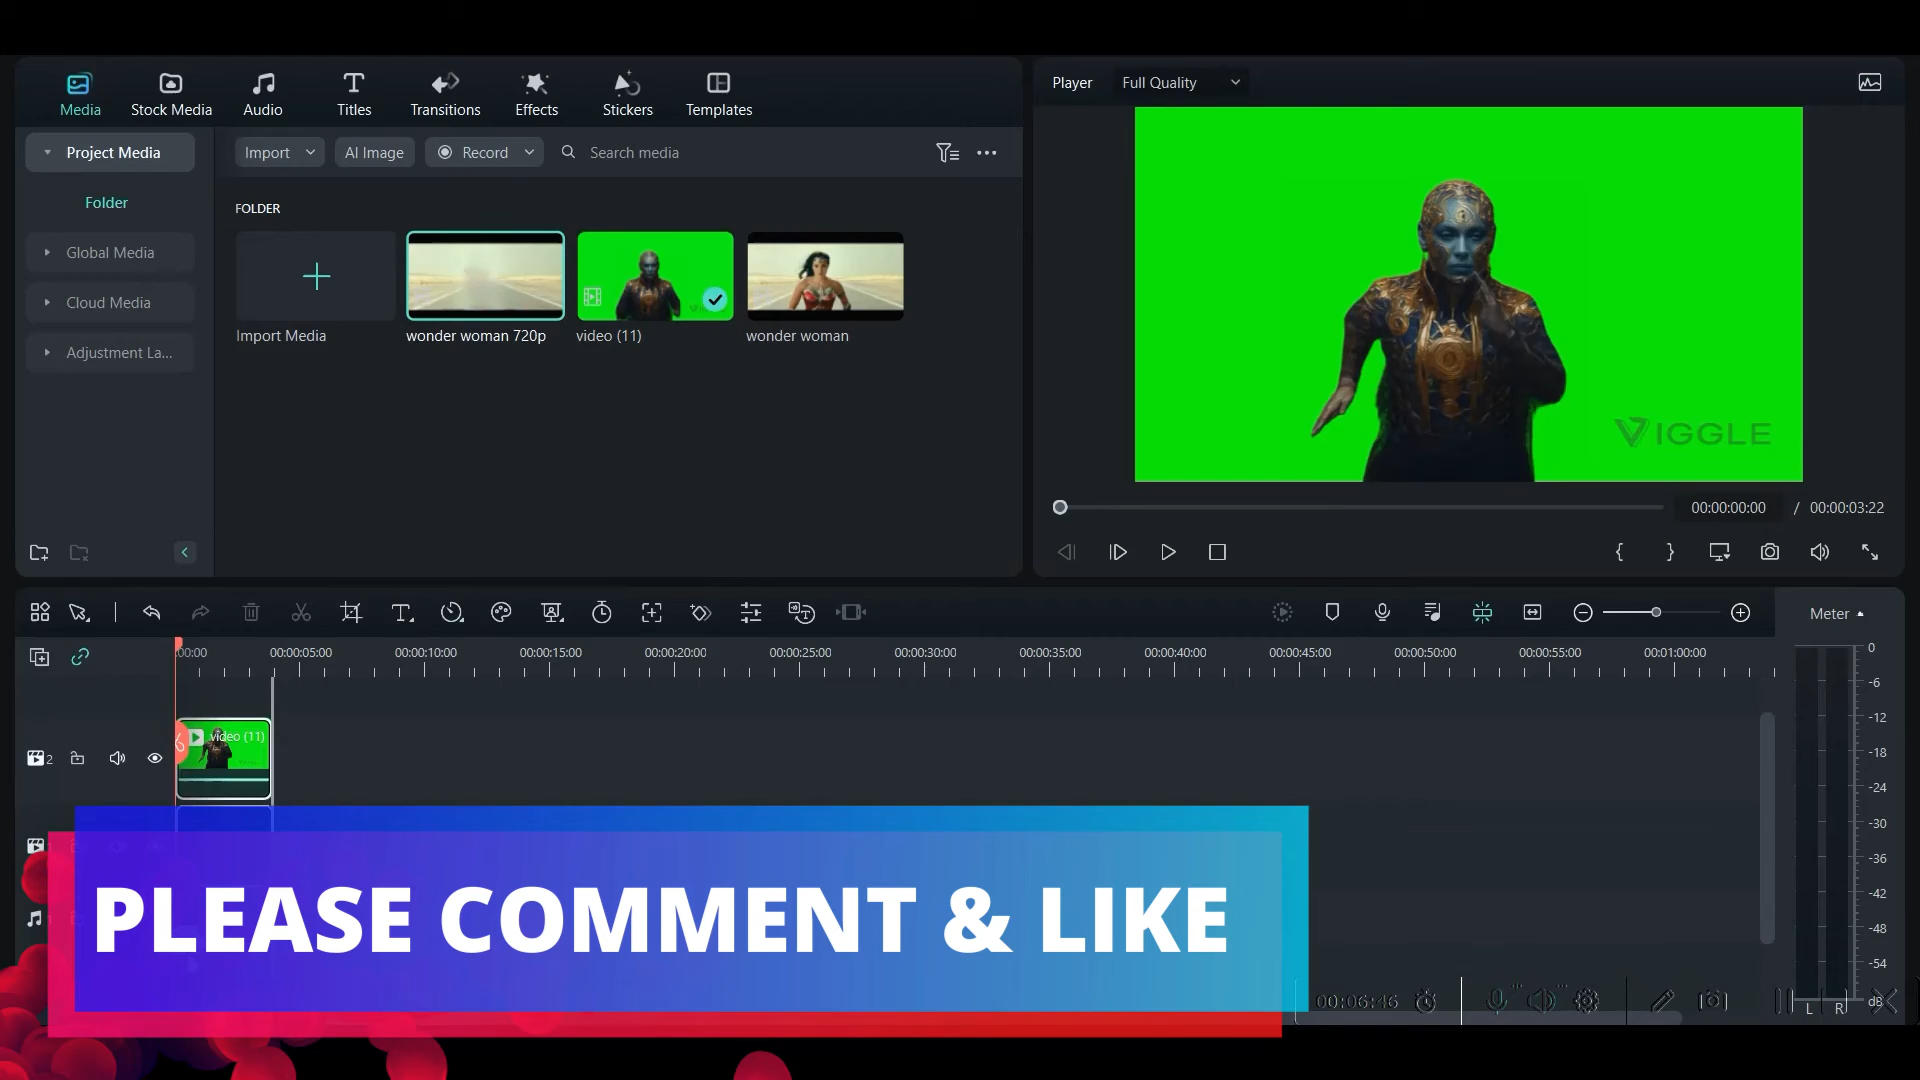 Media
Stock Media
Audio
Titles
Transitions
Effects
Stickers
Templates
Player
Full Quality
Project Media
Import
AI Image
Record
Search media
Folder
FOLDER
Global Media
Cloud Media
Adjustment La...
Import Media
wonder woman 720p
video (11)
wonder woman
VIGGLE
00:00:00:00 / 00:00:03:22
Meter
:00:00
00:00:05:00
00:00:10:00
00:00:15:00
00:00:20:00
00:00:25:00
00:00:30:00
00:00:35:00
00:00:40:00
00:00:45:00
00:00:50:00
00:00:55:00
00:01:00:00
0
-6
-12
-18
-24
-30
-36
-42
-48
-54
dB
L R
video (11)
2
PLEASE COMMENT & LIKE
00:06:46